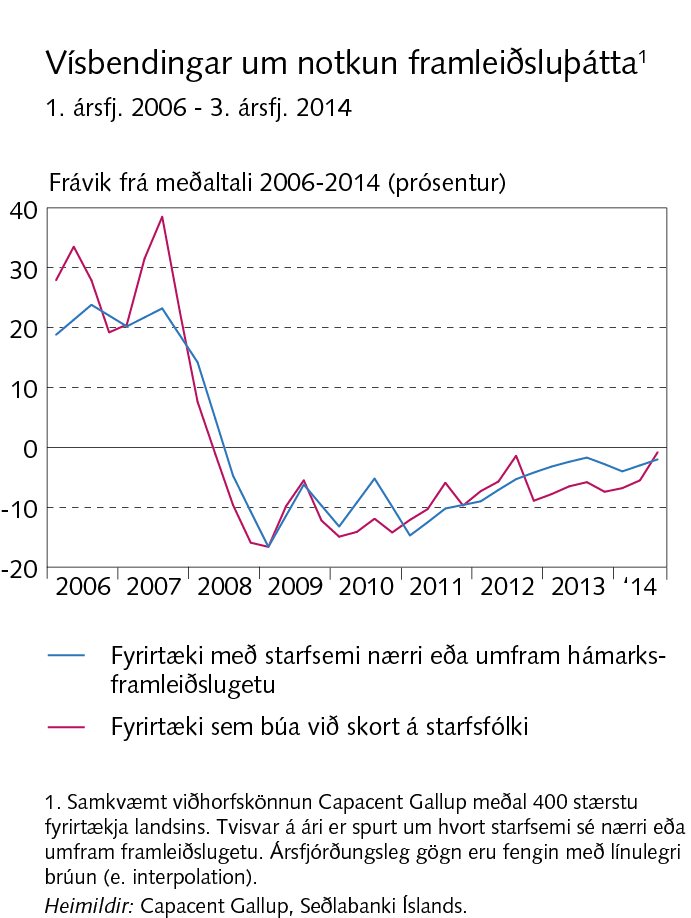 Vísbendingar um notkun framleiðsluþátta¹
1. ársfj. 2006 - 3. ársfj. 2014
Frávik frá meðaltali 2006-2014 (prósentur)
40
30
20
10
0
-10
-20
2006 2007 2008 2009 2010 2011 2012 2013 ‘14
Fyrirtæki með starfsemi nærri eða umfram hámarks-
framleiðslugetu
Fyrirtæki sem búa við skort á starfsfólki
1. Samkvæmt viðhorfskönnun Capacent Gallup meðal 400 stærstu
fyrirtækja landsins. Tvisvar á ári er spurt um hvort starfsemi sé nærri eða
umfram framleiðslugetu. Ársfjórðungsleg gögn eru fengin með línulegri
brúun (e. interpolation).
Heimildir: Capacent Gallup, Seðlabanki Íslands.